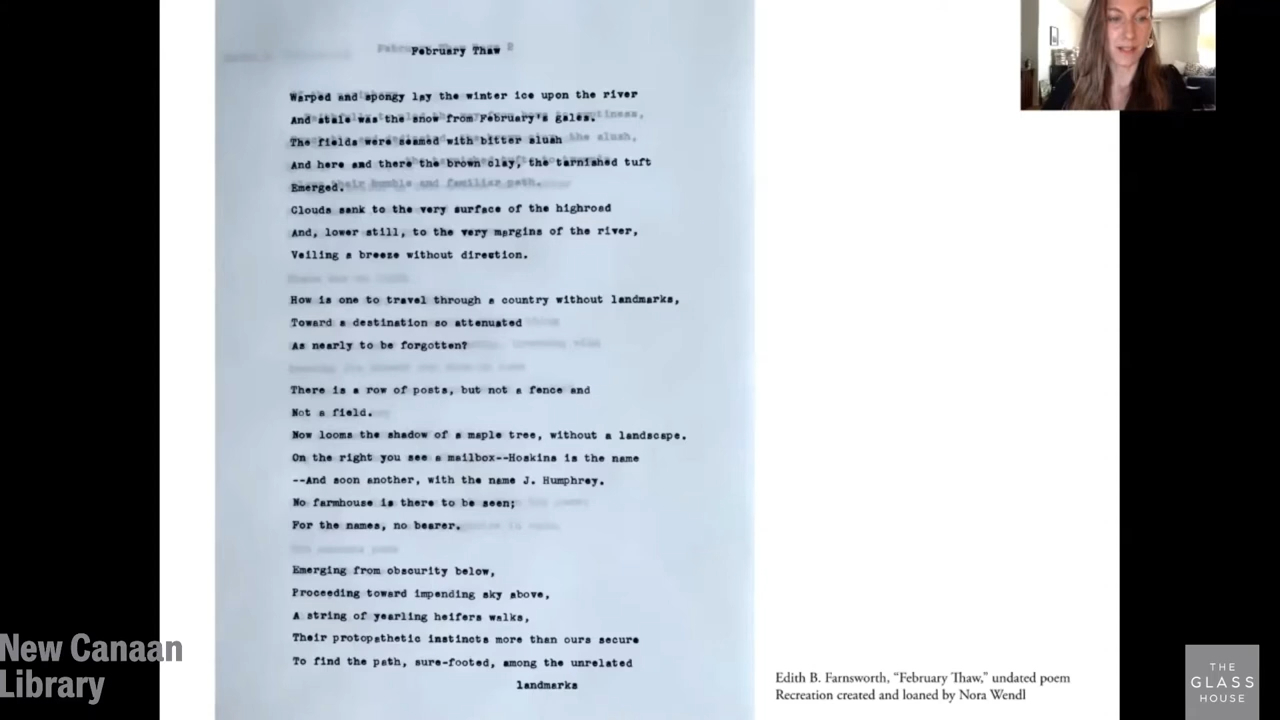 February Thaw
Warped and spongy lay the winter ice upon the river
And stale was the snow from February's gales.
The fields were seamed with bitter slush
And here and there the brown clay, the tarnished tuft
Emerged.
Clouds sank to the very surface of the highroad
And, lower still, to the very margins of the river,
Veiling a breeze without direction.
How is one to travel through a country without landmarks,
Toward a destination so attenuated
As nearly to be forgotten?
There is a row of posts, but not a fence and
Not a field.
Now looms the shadow of a maple tree, without a landscape.
On the right you see a mailbox--Hoskins is the name
--And soon another, with the name J. Humphrey.
No farmhouse is there to be seen;
For the names, no bearer.
Emerging from obscurity below,
Proceeding toward impending sky above,
A string of yearling heifers walks,
Their protopathetic instincts more than ours secure
To find the path, sure-footed, among the unrelated
landmarks
Edith B. Farnsworth, “February Thaw,” undated poem
Recreation created and loaned by Nora Wendl
New Canaan
Library
THE
GLASS
HOUSE